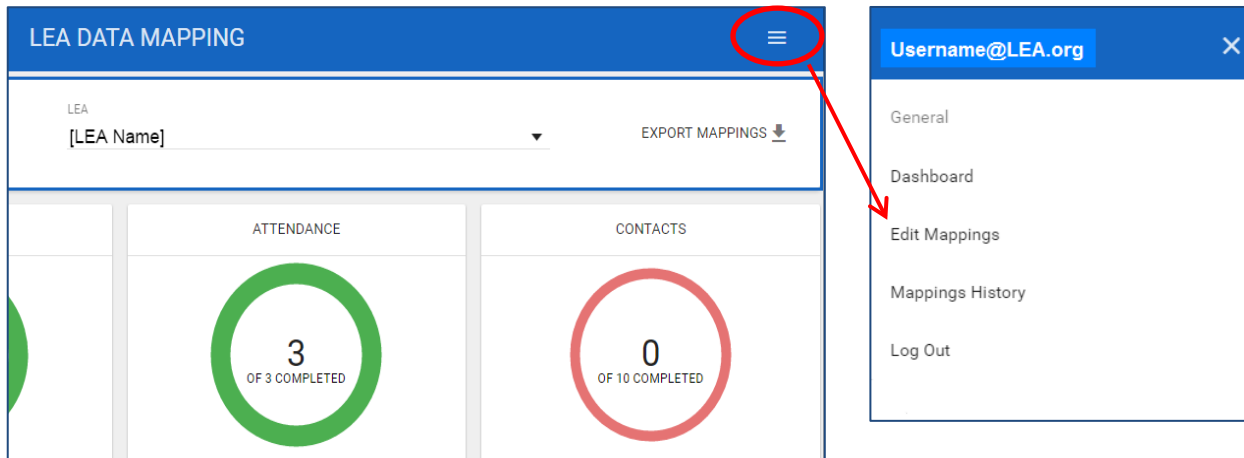 LEA DATA MAPPING
LEA
[LEA Name]
EXPORT MAPPINGS
ATTENDANCE
3
OF 3 COMPLETED
CONTACTS
0
OF 10 COMPLETED
Username@LEA.org
General
Dashboard
Edit Mappings
Mappings History
Log Out